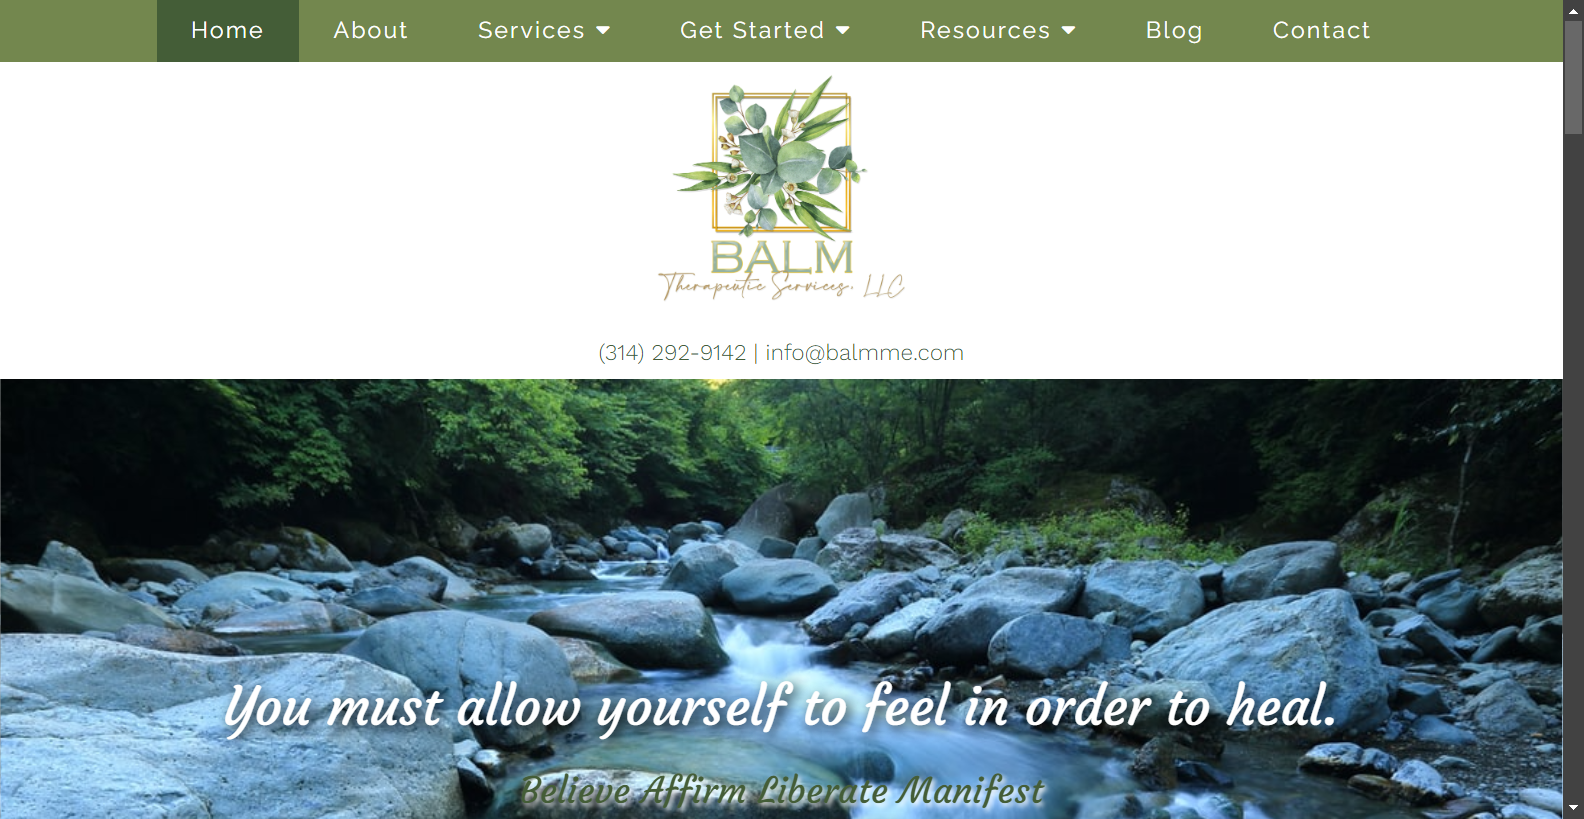 Home About Services Get Started Resources Blog Contact
BALM
Therapeutic Services, LLC
(314) 292-9142 | info@balmme.com
You must allow yourself to feel in order to heal.
Believe Affirm Liberate Manifest